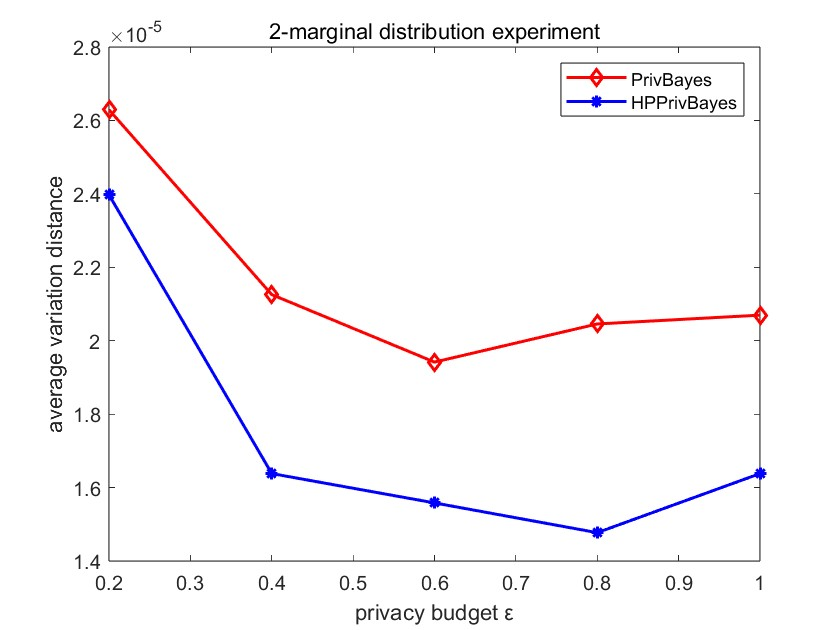 2-marginal distribution experiment
×10-5
2.8
2.6
2.4
2.2
2
1.8
1.6
1.4
average variation distance
PrivBayes
HPPrivBayes
0.2 0.3 0.4 0.5 0.6 0.7 0.8 0.9 1
privacy budget ε